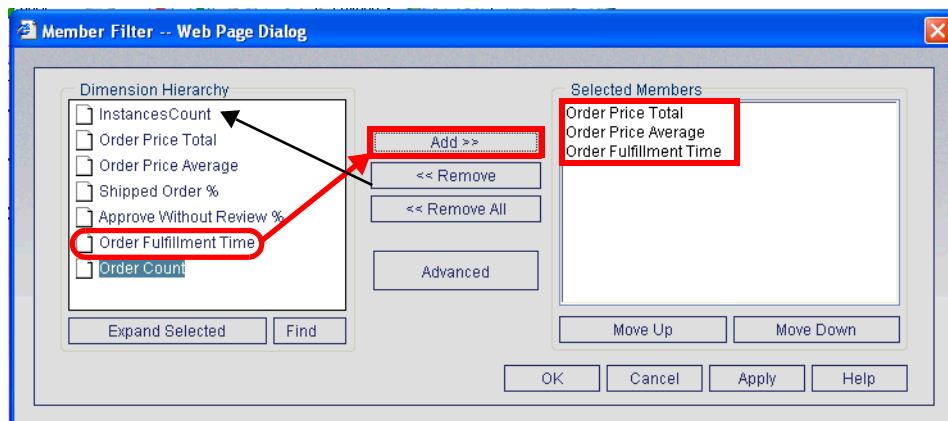 Member Filter -- Web Page Dialog
Dimension Hierarchy
InstancesCount
Order Price Total
Order Price Average
Shipped Order %
Approve Without Review %
Order Fulfillment Time
Order Count
Expand Selected
Find
Add >>
<< Remove
<< Remove All
Advanced
Selected Members
Order Price Total
Order Price Average
Order Fulfillment Time
Move Up
Move Down
OK
Cancel
Apply
Help